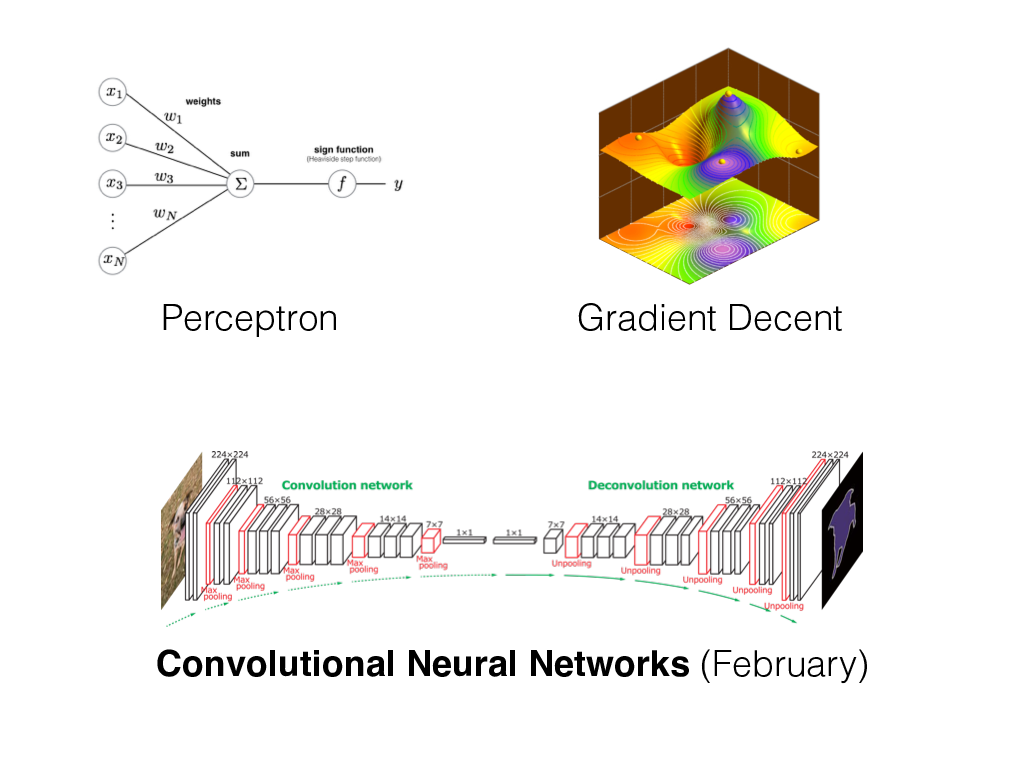 weights
x1
w1
x2
w2
sum
sign function
(Heaviside step function)
x3
w3
Σ
f
y
⋮
wN
xN
Perceptron
Gradient Decent
224×224
112×112
56×56
28×28
14×14
7×7
1×1
1×1
7×7
14×14
28×28
56×56
112×112
224×224
Convolution network
Deconvolution network
Max
pooling
Max
pooling
Max
pooling
Max
pooling
Max
pooling
Unpooling
Unpooling
Unpooling
Unpooling
Unpooling
Convolutional Neural Networks (February)